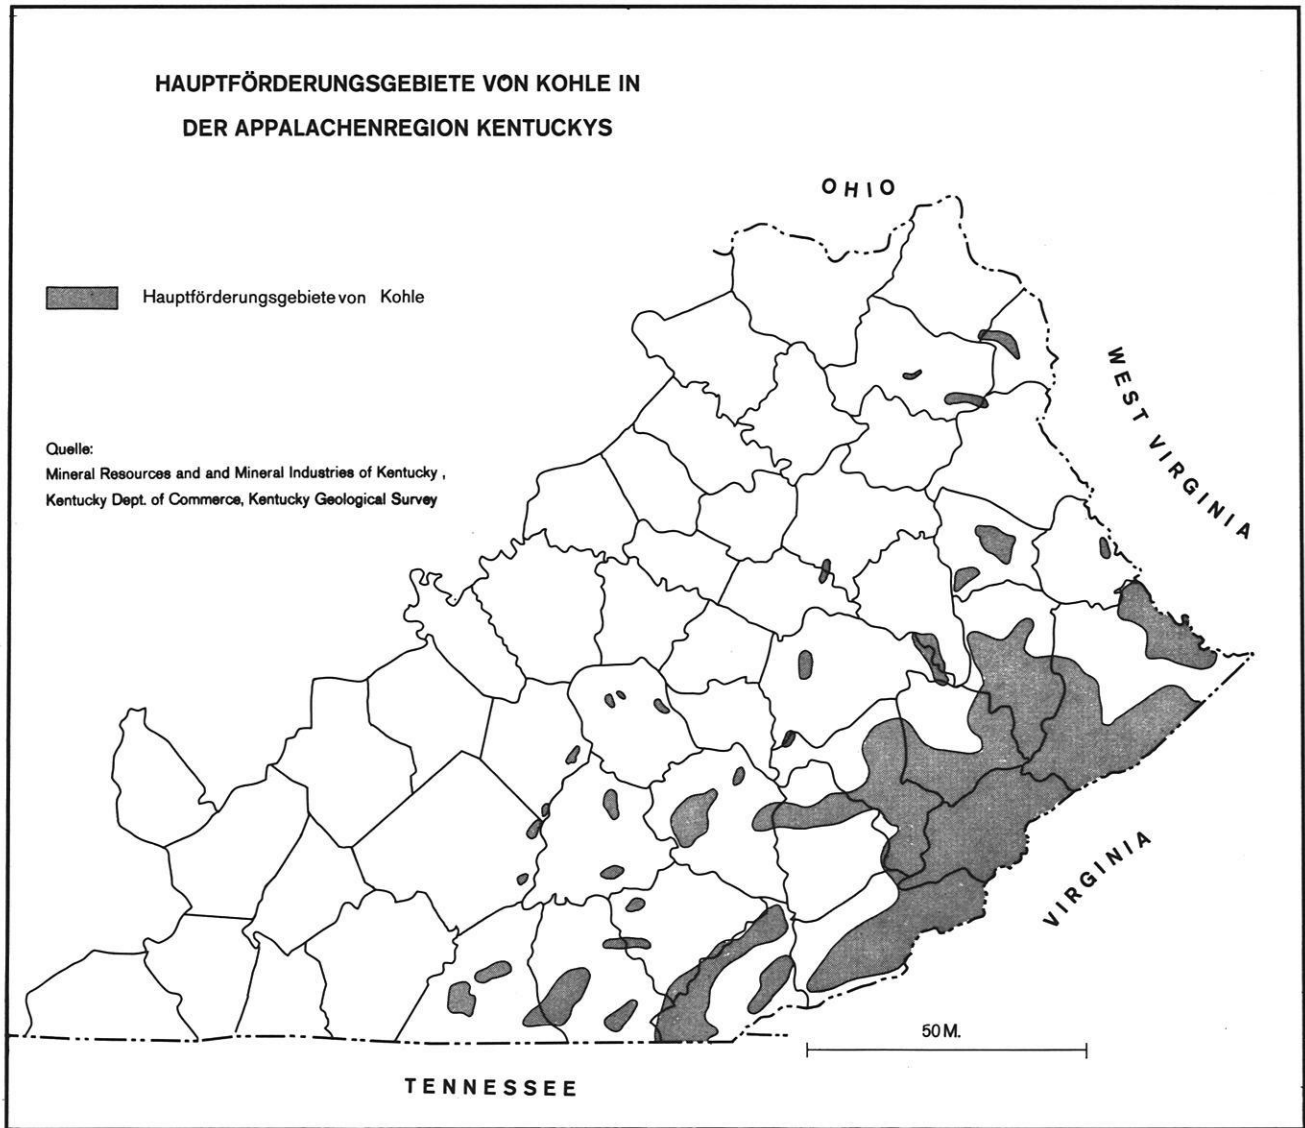 HAUPTFÖRDERUNGSGEBIETE VON KOHLE IN
DER APPALACHENREGION KENTUCKYS
OHIO
Hauptförderungsgebiete von Kohle
WEST VIRGINIA
Quelle:
Mineral Resources and and Mineral Industries of Kentucky ,
Kentucky Dept. of Commerce, Kentucky Geological Survey
VIRGINIA
50 M.
TENNESSEE